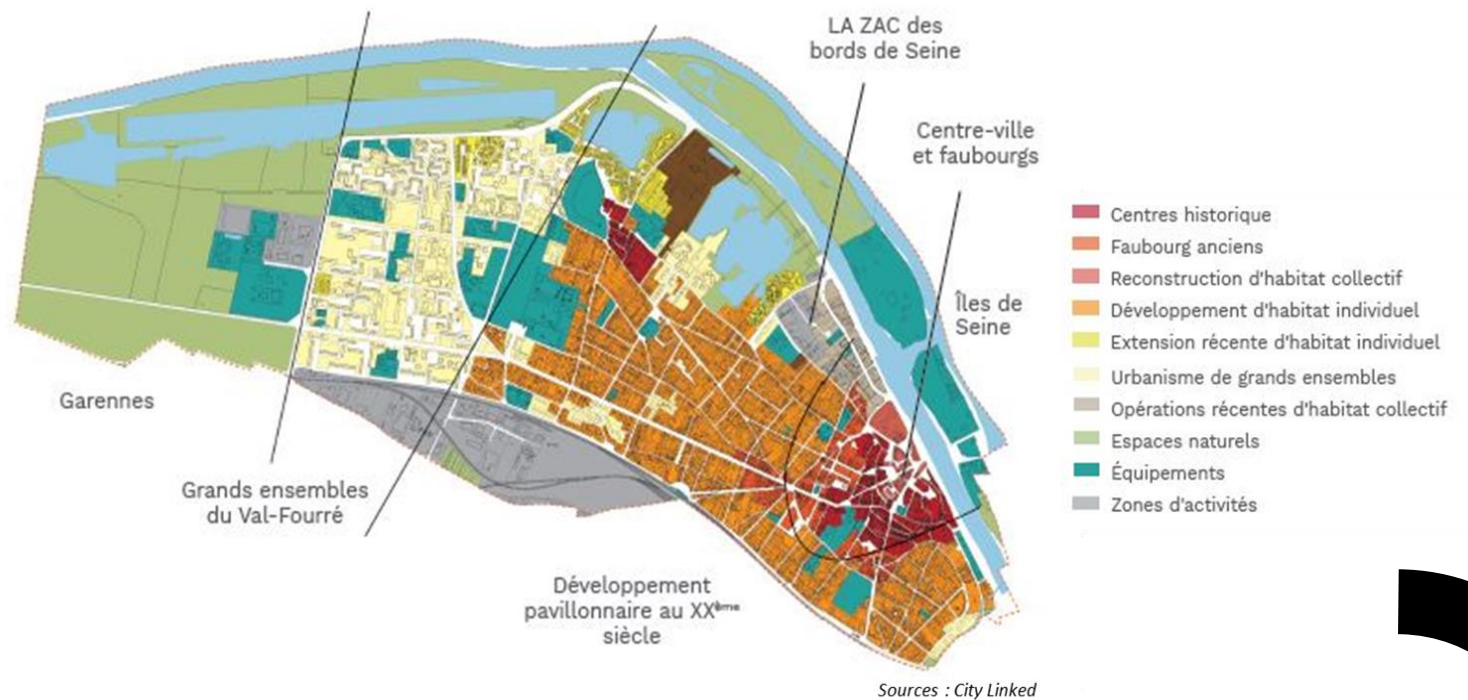 LA ZAC des
bords de Seine
Centre-ville
et faubourgs
Îles de
Seine
Garennes
Grands ensembles
du Val-Fourré
Développement
pavillonnaire au XXème
siècle
Centres historique
Faubourg anciens
Reconstruction d'habitat collectif
Développement d'habitat individuel
Extension récente d'habitat individuel
Urbanisme de grands ensembles
Opérations récentes d'habitat collectif
Espaces naturels
Équipements
Zones d'activités
Sources : City Linked